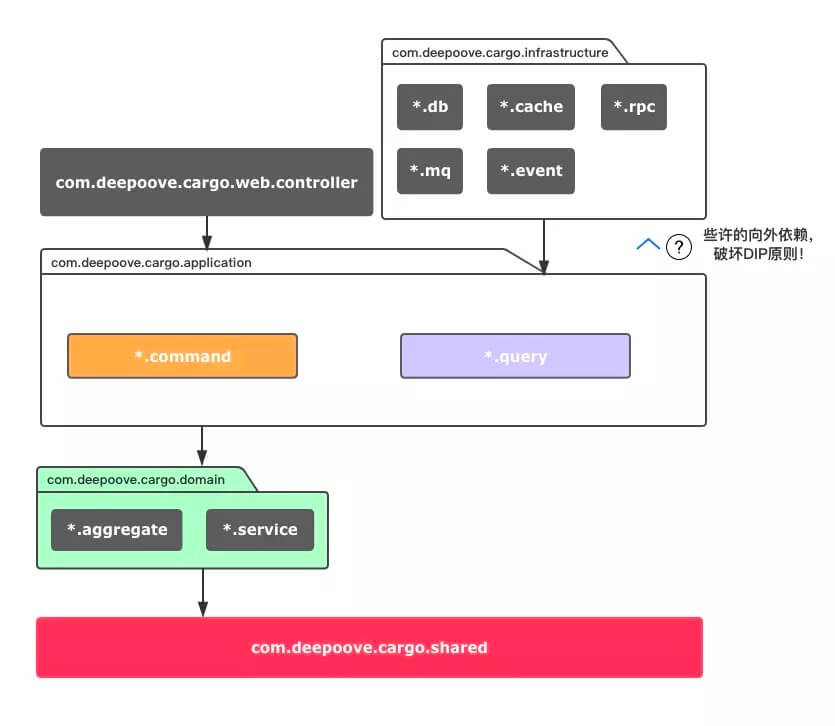 com.deepoove.cargo.infrastructure
*.db
*.cache
*.rpc
*.mq
*.event
com.deepoove.cargo.web.controller
些许的向外依赖，
破坏DIP原则！
?
com.deepoove.cargo.application
*.command
*.query
com.deepoove.cargo.domain
*.aggregate
*.service
com.deepoove.cargo.shared